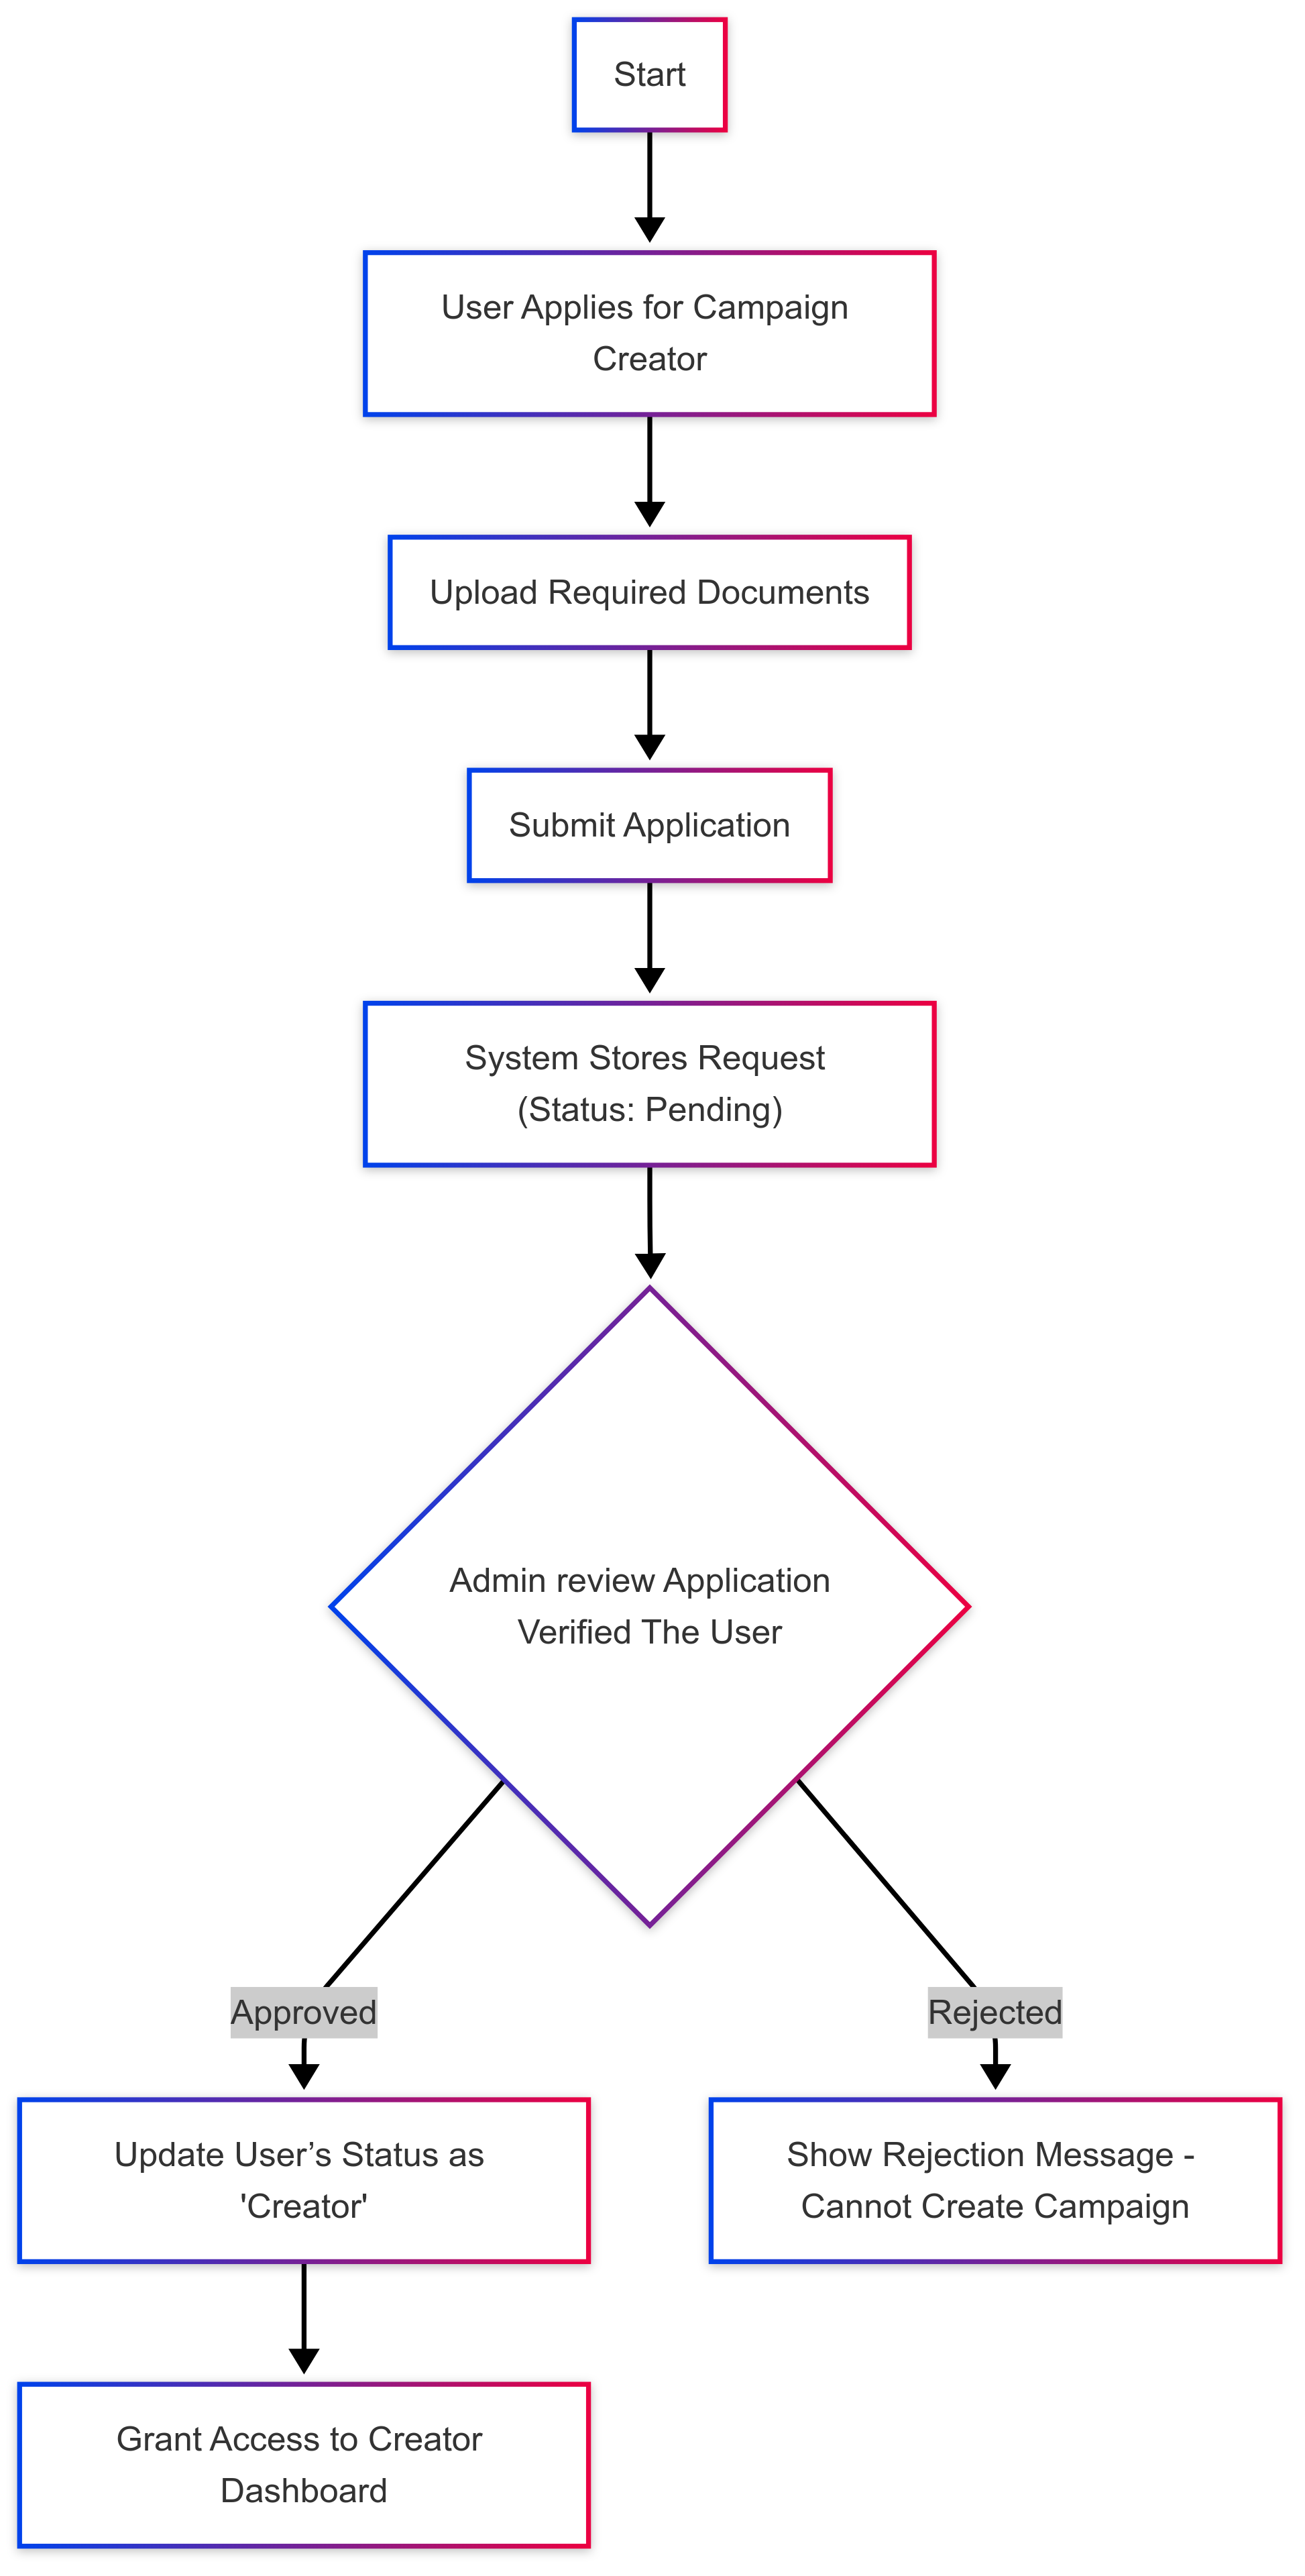 Start
User Applies for Campaign
Creator
Upload Required Documents
Submit Application
System Stores Request
(Status: Pending)
Admin review Application
Verified The User
Approved
Rejected
Update User’s Status as
'Creator'
Show Rejection Message -
Cannot Create Campaign
Grant Access to Creator
Dashboard